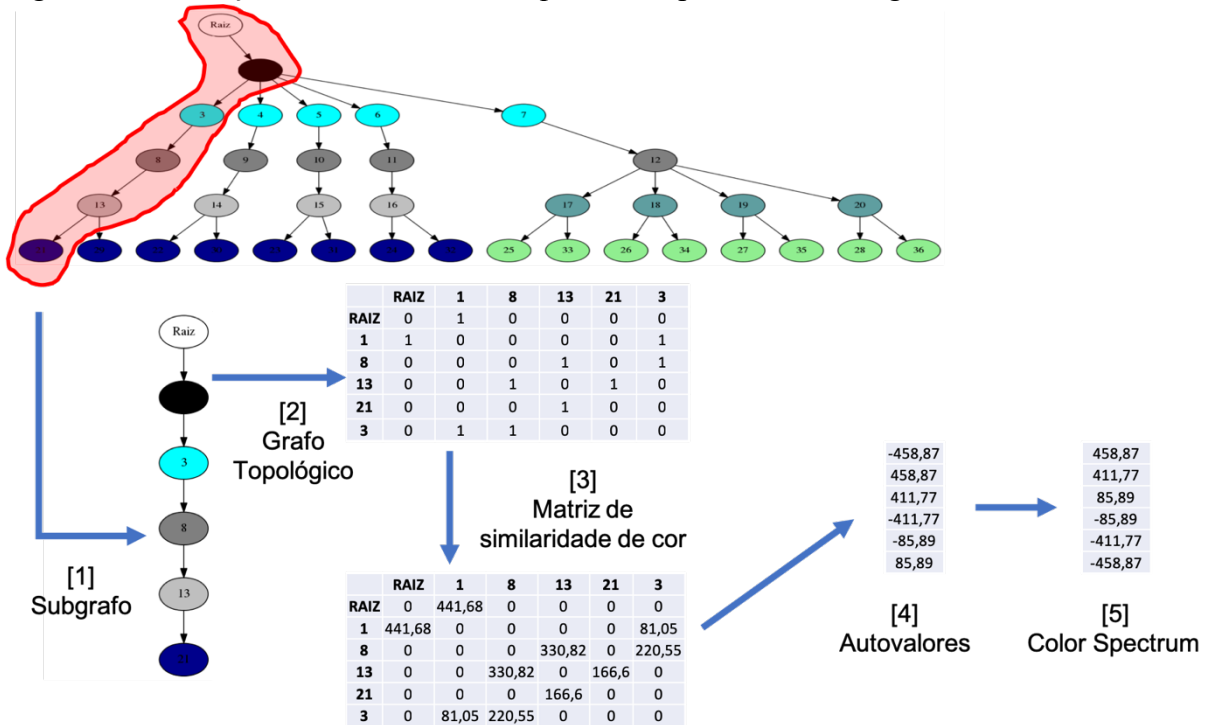 Raiz
3 4 5 6 7
8 9 10 11 12
13 14 15 16 17 18 19 20
25 33 26 34 27 35 28 36
RAIZ 1 8 13 21 3
RAIZ 0 1 0 0 0 0
1 1 0 0 0 0 1
8 0 0 0 1 0 1
13 0 0 1 0 1 0
21 0 0 0 1 0 0
3 0 1 1 0 0 0
Raiz
3
8
13
21
[1]
Subgrafo
[2]
Grafo
Topológico
[3]
Matriz de
similaridade de cor
RAIZ 1 8 13 21 3
RAIZ 0 441,68 0 0 0 0
1 441,68 0 0 0 0 81,05
8 0 0 0 330,82 0 220,55
13 0 0 330,82 0 166,6 0
21 0 0 0 166,6 0 0
3 0 81,05 220,55 0 0 0
-458,87
458,87
411,77
-411,77
-85,89
85,89
[4]
Autovalores
458,87
411,77
85,89
-85,89
-411,77
-458,87
[5]
Color Spectrum